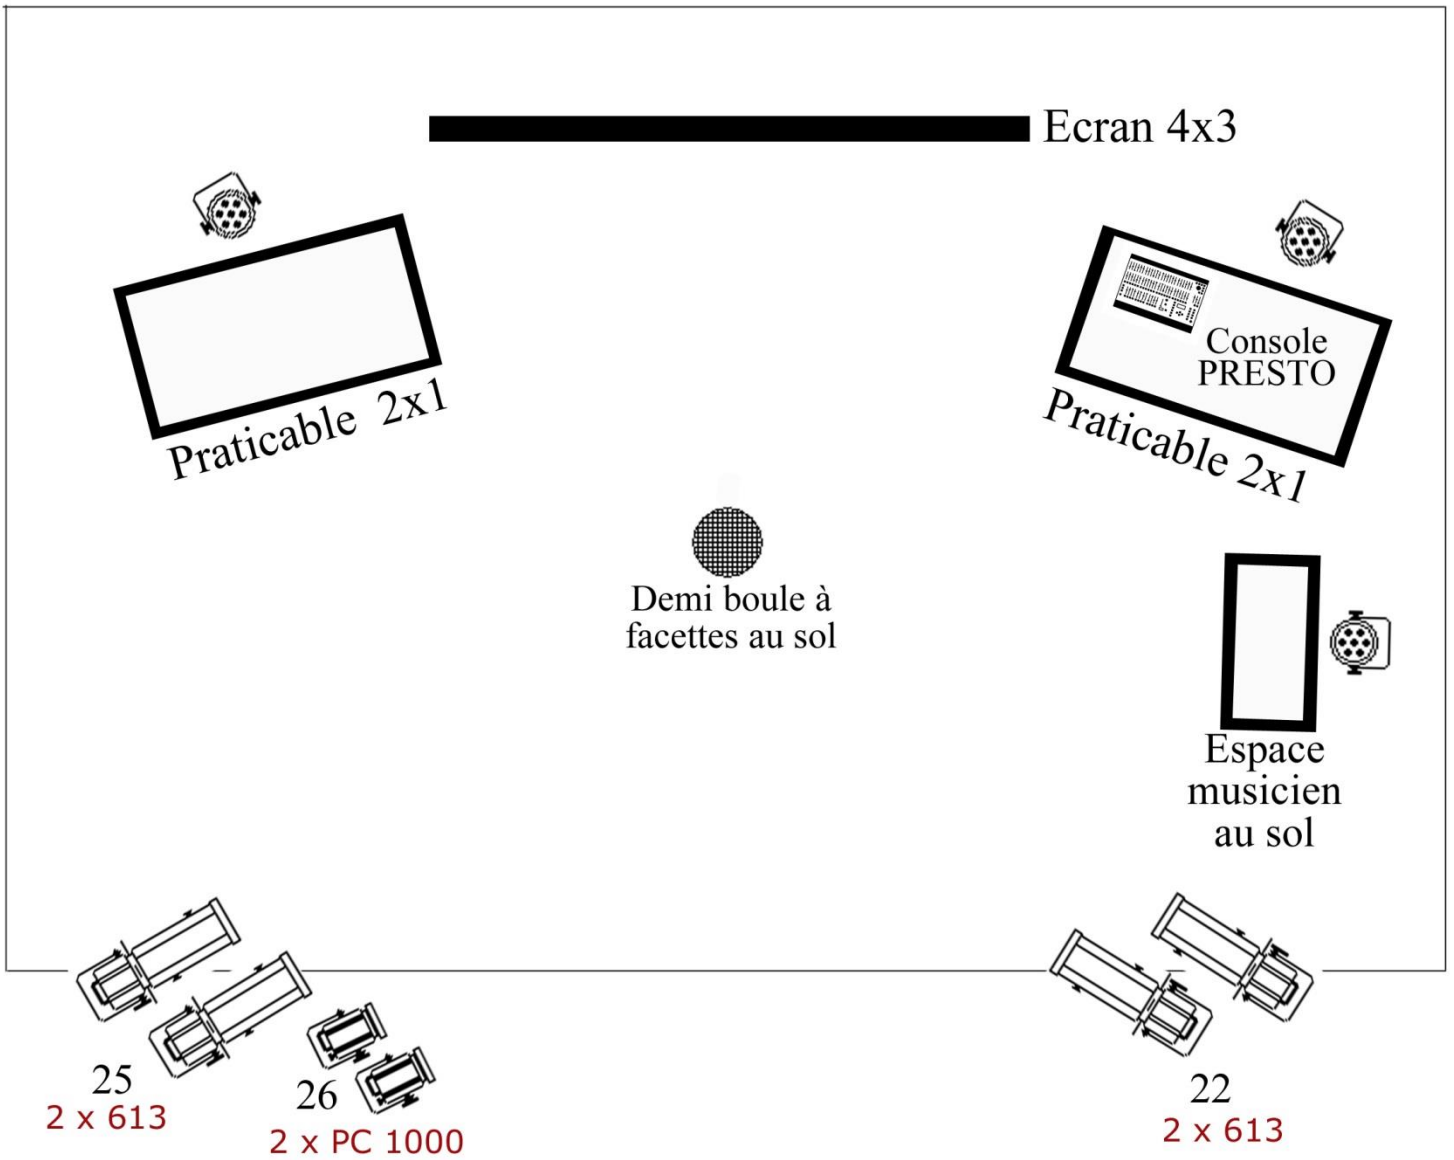 Ecran 4x3
Console
PRESTO
Praticable 2x1
Praticable 2x1
Demi boule à
facettes au sol
Espace
musicien
au sol
25
2 x 613
26
2 x PC 1000
22
2 x 613